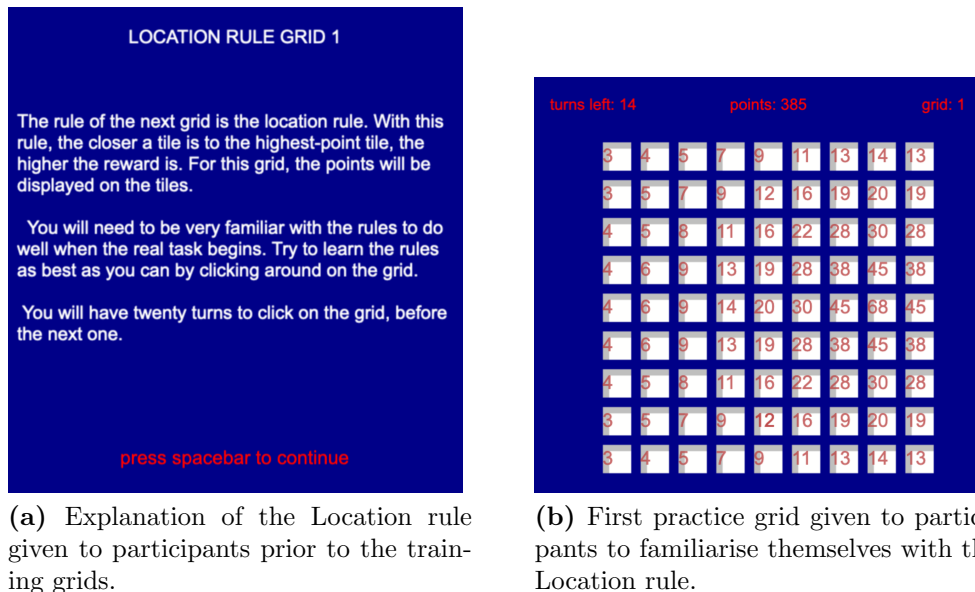 LOCATION RULE GRID 1
The rule of the next grid is the location rule. With this
rule, the closer a tile is to the highest-point tile, the
higher the reward is. For this grid, the points will be
displayed on the tiles.
You will need to be very familiar with the rules to do
well when the real task begins. Try to learn the rules
as best as you can by clicking around on the grid.
You will have twenty turns to click on the grid, before
the next one.
press spacebar to continue
(a) Explanation of the Location rule
given to participants prior to the train-
ing grids.
turns left: 14 points: 385 grid: 1
3 4 5 7 9 11 13 14 13
3 5 7 9 12 16 19 20 19
4 5 8 11 16 22 28 30 28
4 6 9 13 19 28 38 45 38
4 6 9 14 20 30 45 68 45
4 6 9 13 19 28 38 45 38
4 5 8 11 16 22 28 30 28
3 5 7 9 12 16 19 20 19
3 4 5 7 9 11 13 14 13
(b) First practice grid given to partic
pants to familiarise themselves with th
Location rule.